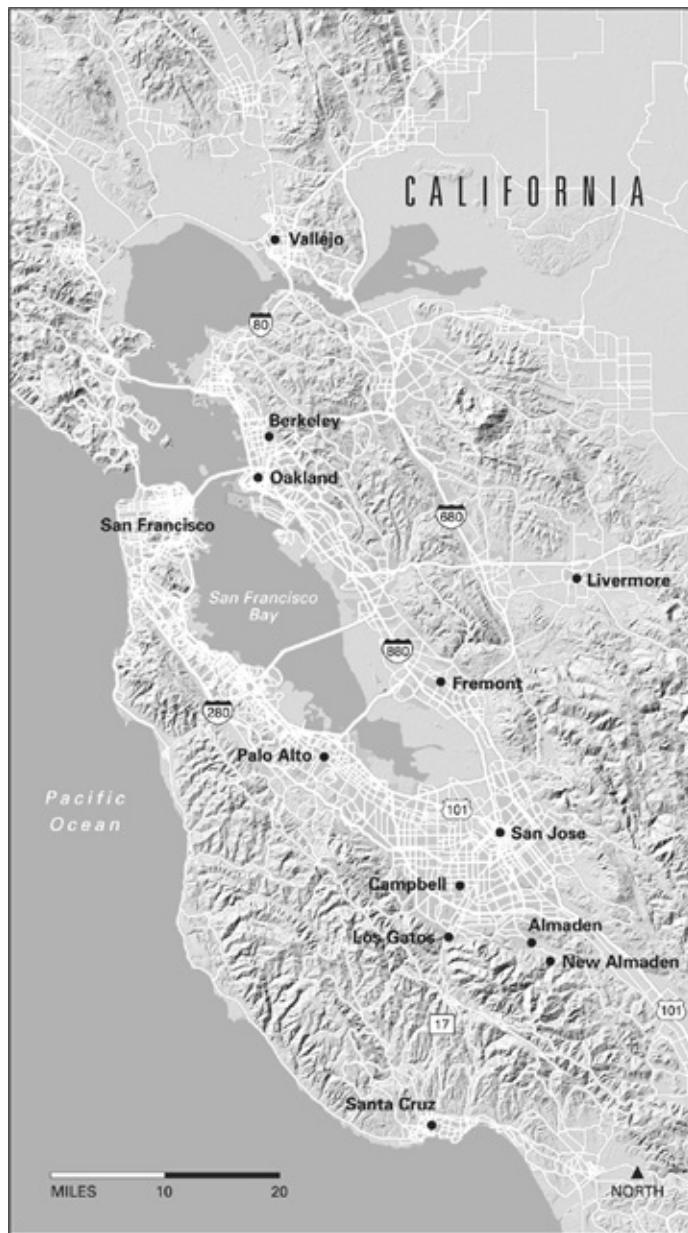 CALIFORNIA
Vallejo
80
Berkeley
Oakland
San Francisco
680
San Francisco
Bay
Livermore
880
Fremont
280
Palo Alto
Pacific
Ocean
101
San Jose
Campbell
Almaden
Los Gatos
New Almaden
101
17
Santa Cruz
MILES 10 20
NORTH